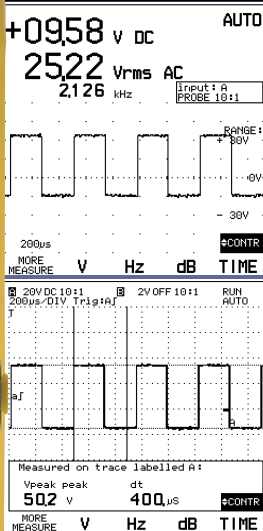 AUTO
+09,58 V DC
25,22 Vrms AC
2,126 kHz
input: A
PROBE 10:1
RANGE:
+ 30V
-0V
- 30V
200µs
CONTR
MORE MEASURE V Hz dB TIME
A 20V DC 10:1 B 2V OFF 10:1 RUN
200µs/DIV Trig:A∫ AUTO
T
a∫
A
Measured on trace labelled A:
Vpeak peak dt
50,2 V 400, µs
CONTR
MORE MEASURE V Hz dB TIME